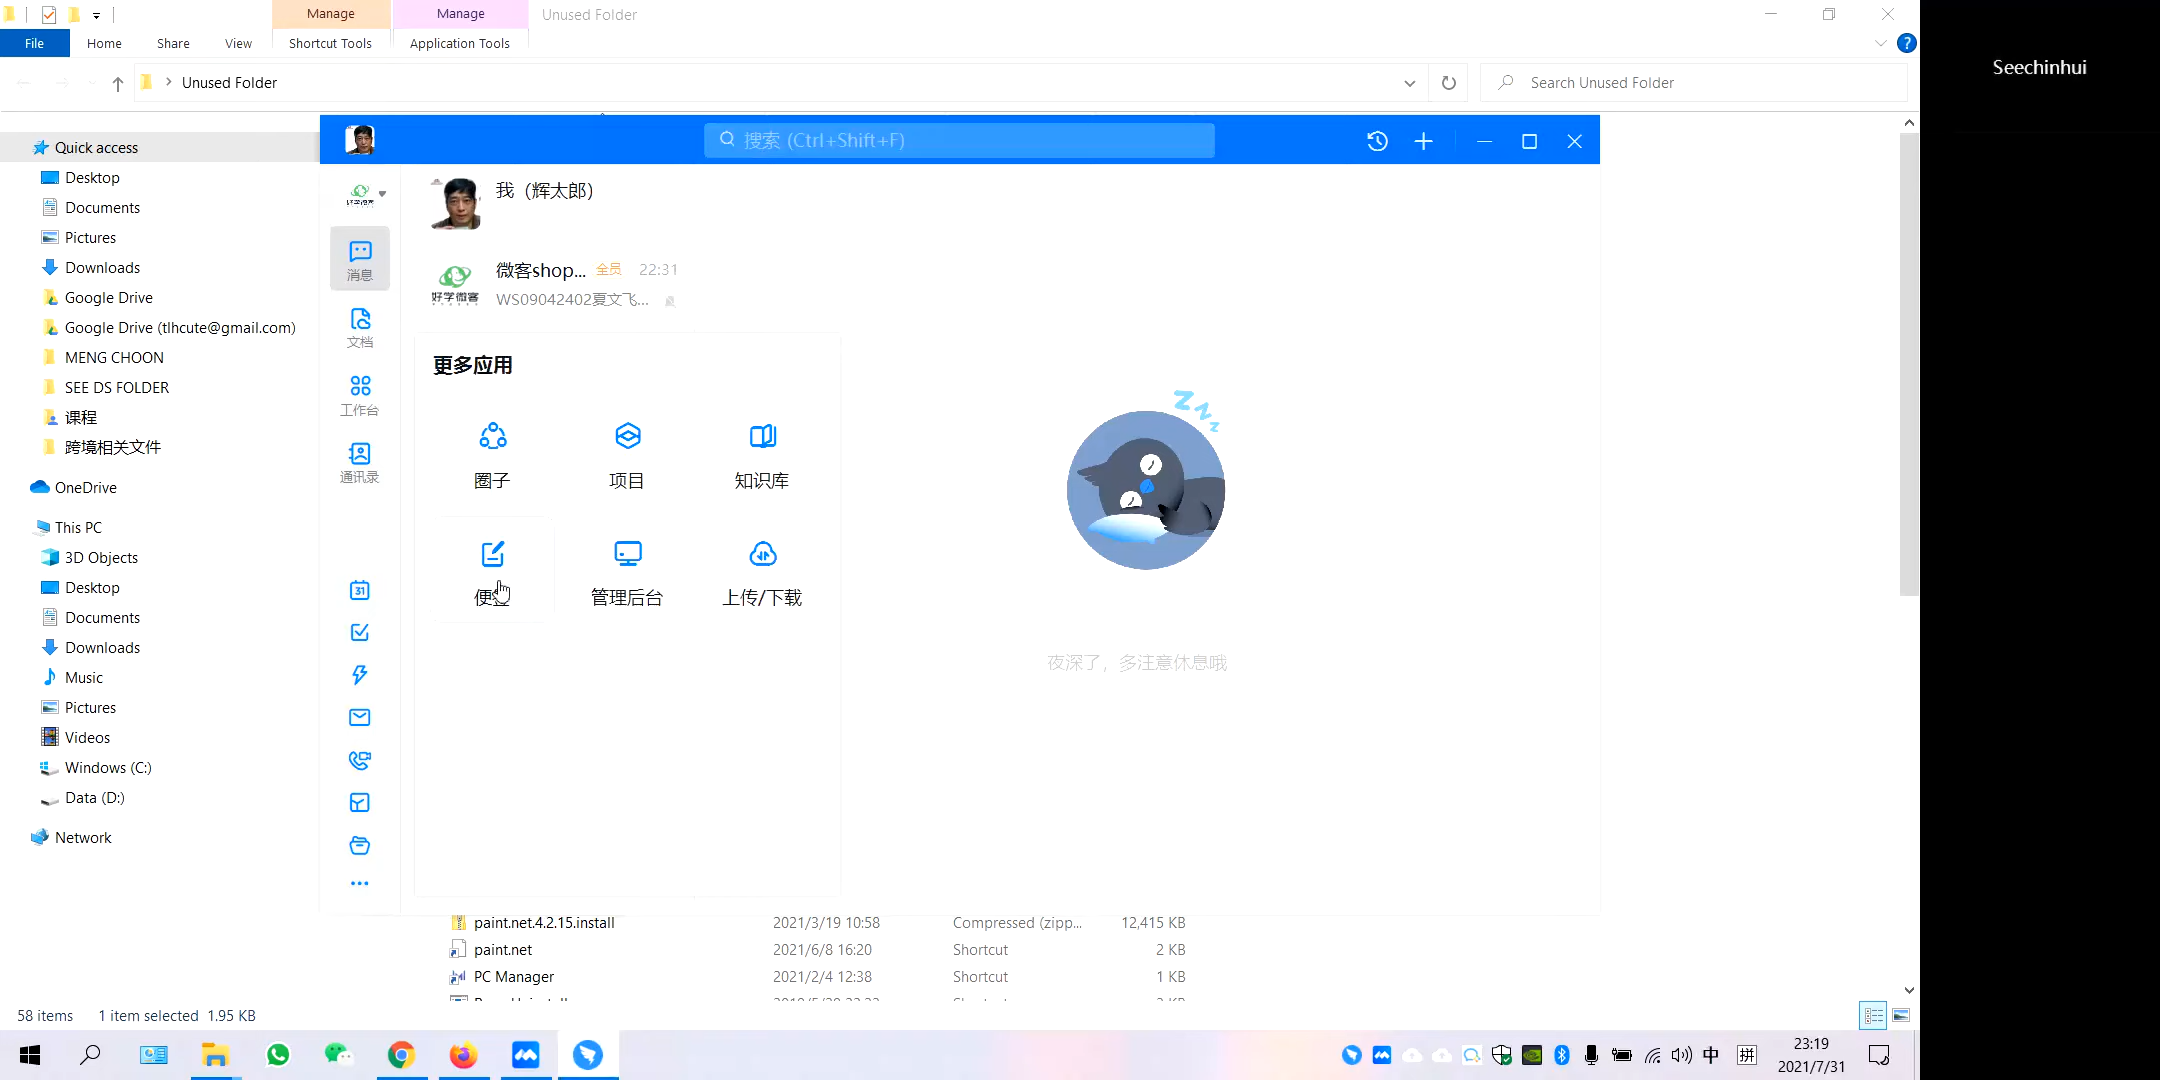 Manage
Manage
Unused Folder
File
Home
Share
View
Shortcut Tools
Application Tools
Unused Folder
Search Unused Folder
Seechinhui
Quick access
Desktop
Documents
Pictures
Downloads
Google Drive
Google Drive (tlhcute@gmail.com)
MENG CHOON
SEE DS FOLDER
课程
跨境相关文件
OneDrive
This PC
3D Objects
Desktop
Documents
Downloads
Music
Pictures
Videos
Windows (C:)
Data (D:)
Network
搜索 (Ctrl+Shift+F)
消息
文档
工作台
通讯录
31
我（辉太郎）
好学微客
微客shop... 全员 22:31
WS09042402夏文飞...
更多应用
圈子
项目
知识库
便签
管理后台
上传/下载
夜深了，多注意休息哦
paint.net.4.2.15.install 2021/3/19 10:58 Compressed (zipp... 12,415 KB
paint.net 2021/6/8 16:20 Shortcut 2 KB
PC Manager 2021/2/4 12:38 Shortcut 1 KB
58 items 1 item selected 1.95 KB
中
拼
23:19
2021/7/31